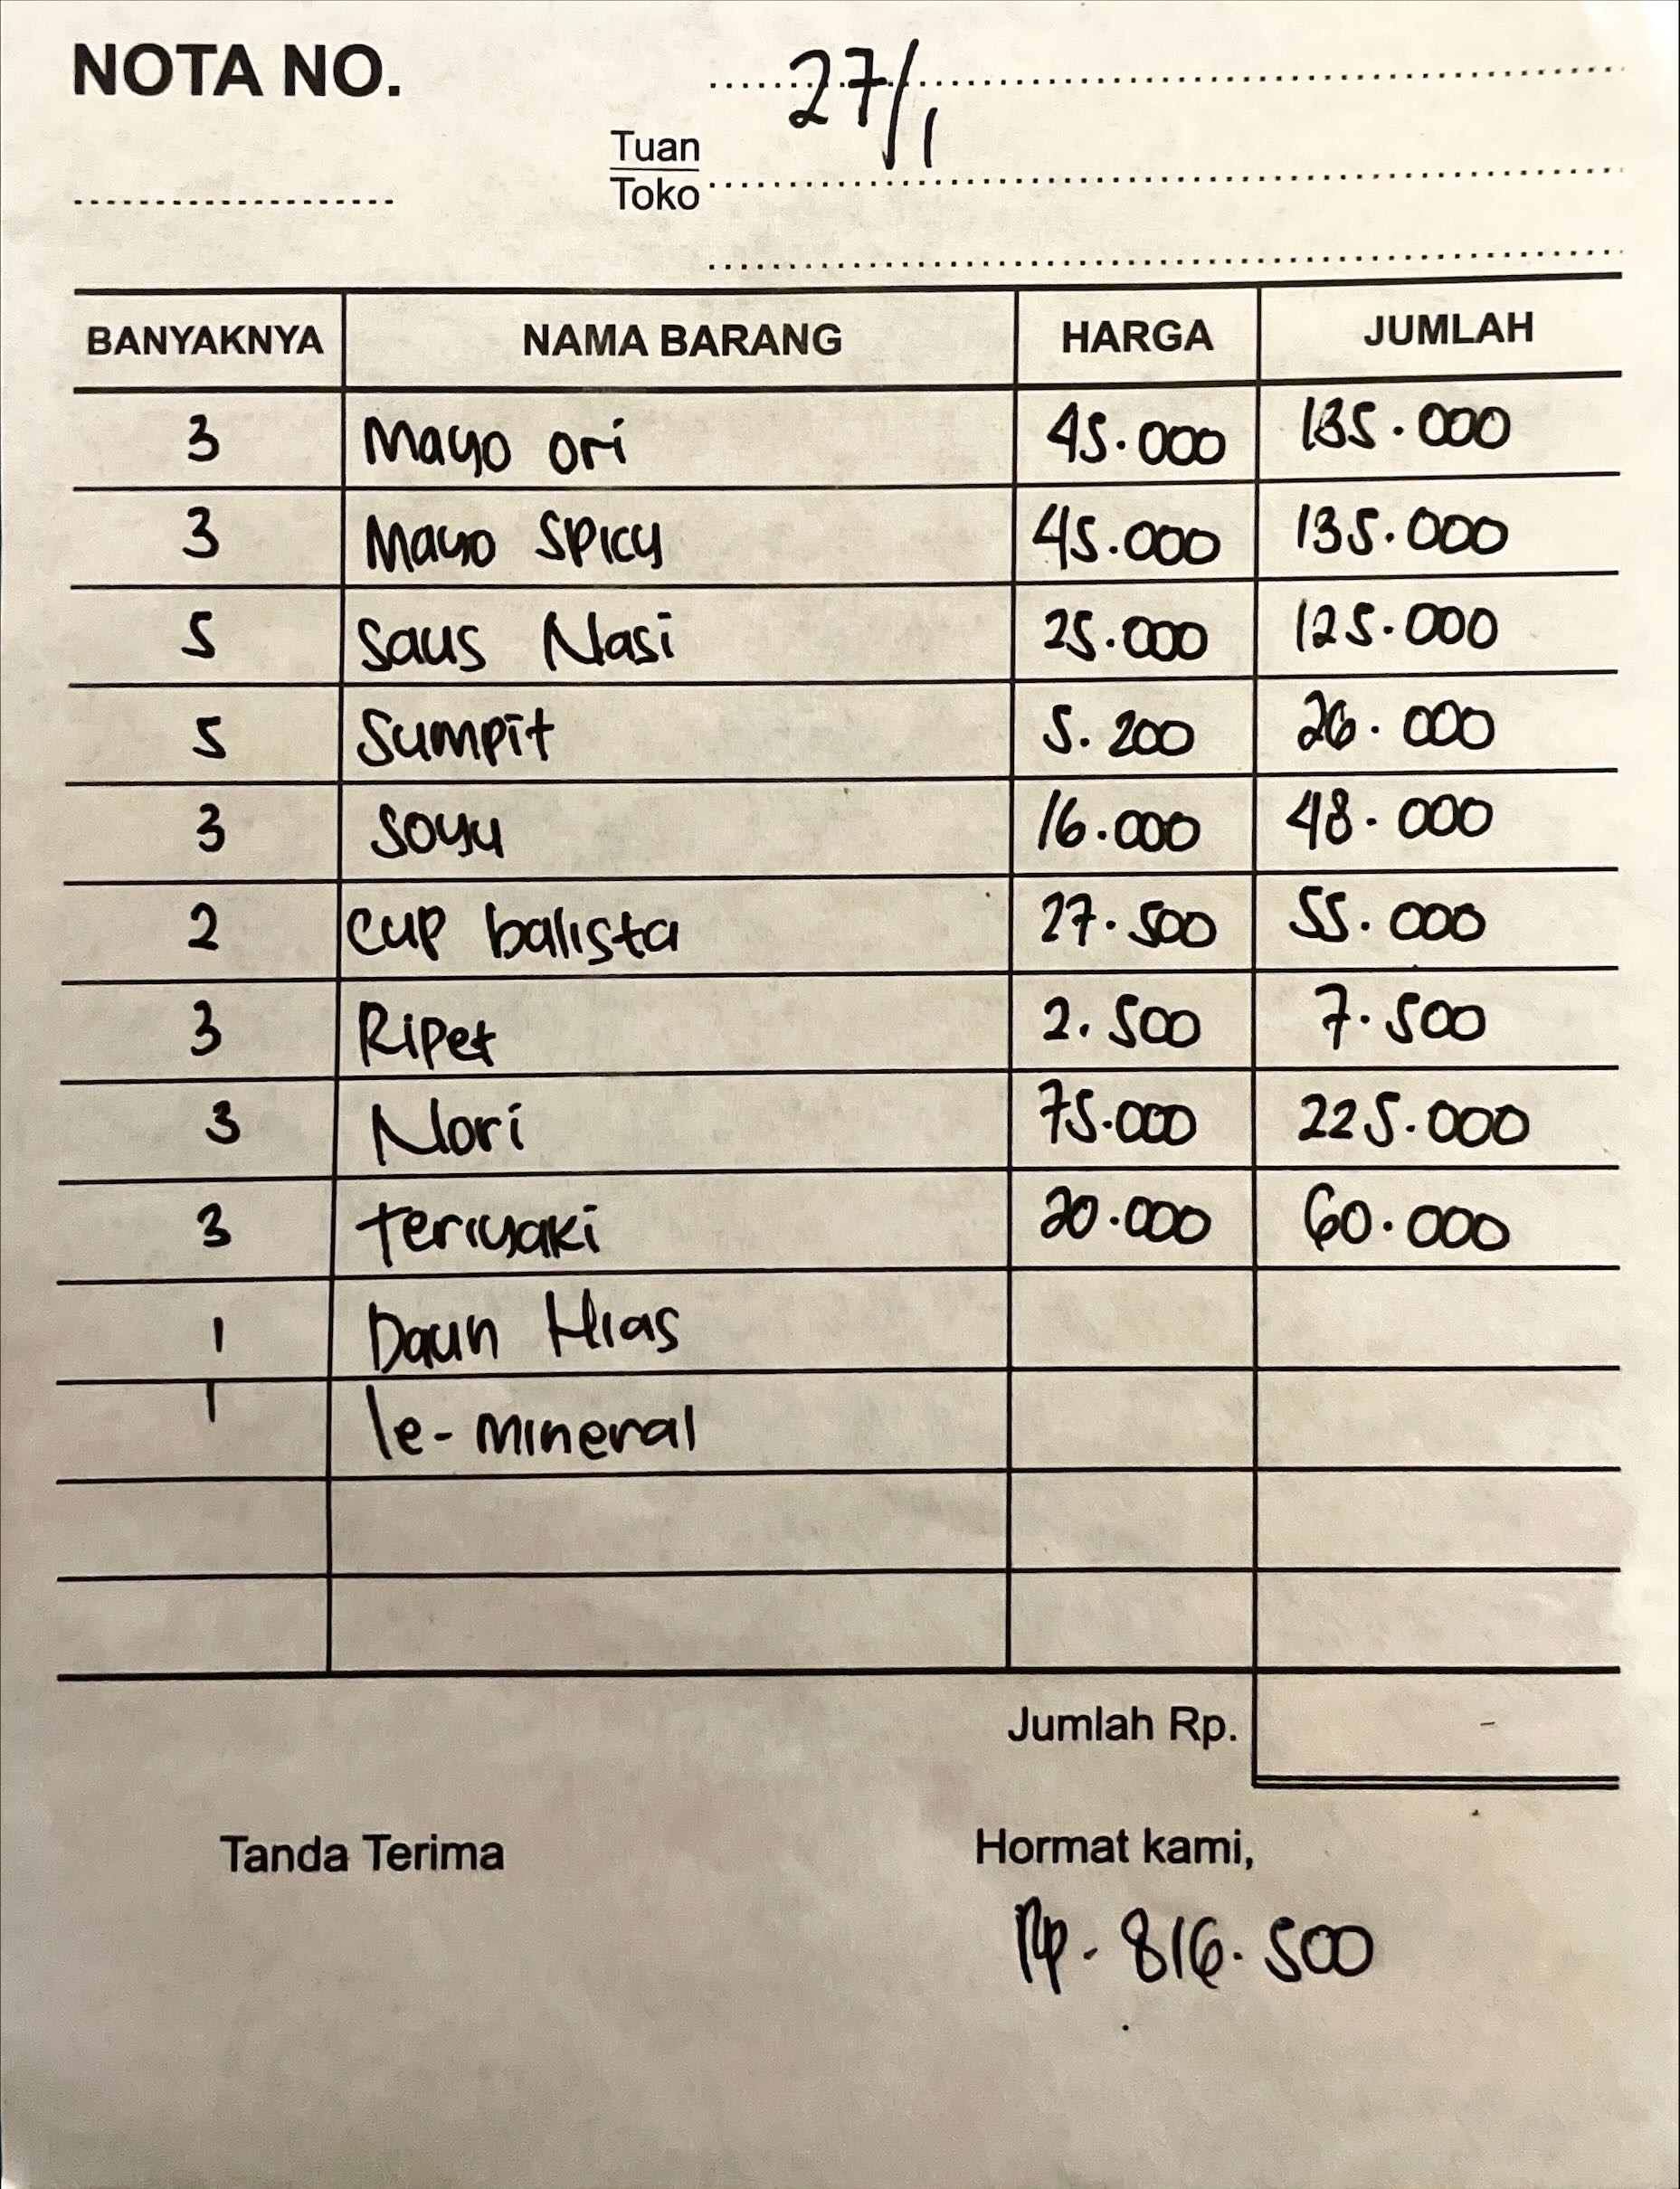 NOTA NO.
27/1
Tuan
Toko
BANYAKNYA NAMA BARANG HARGA JUMLAH
3 Mayo ori 45.000 135.000
3 Mayo Spicy 45.000 135.000
5 Saus Nasi 25.000 125.000
5 Sumpit 5.200 26.000
3 Soyu 16.000 48.000
2 Cup balista 27.500 55.000
3 Ripet 2.500 7.500
3 Nori 75.000 225.000
3 teriyaki 20.000 60.000
1 Daun Hias
1 le-mineral
Jumlah Rp. -
Tanda Terima Hormat kami,
Rp. 816.500